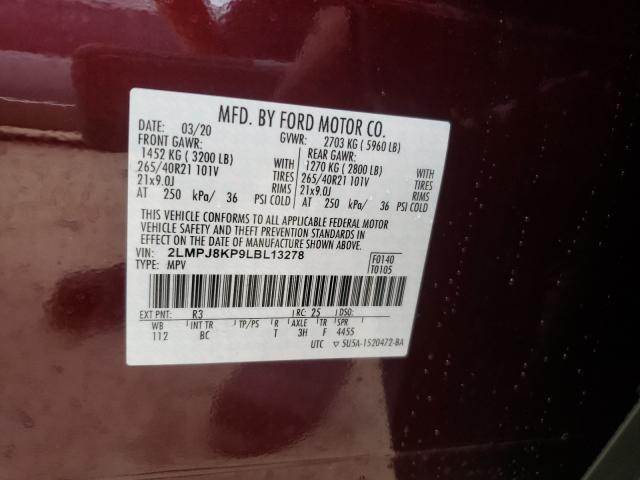 MFD. BY FORD MOTOR CO.
DATE: 03/20 GVWR: 2703 KG ( 5960 LB)
FRONT GAWR: REAR GAWR:
1452 KG ( 3200 LB) WITH 1270 KG ( 2800 LB) WITH
265/40R21 101V TIRES 265/40R21 101V TIRES
21x9.0J RIMS 21x9.0J RIMS
AT 250 kPa/ 36 PSI COLD AT 250 kPa/ 36 PSI COLD
THIS VEHICLE CONFORMS TO ALL APPLICABLE FEDERAL MOTOR
VEHICLE SAFETY AND THEFT PREVENTION STANDARDS IN
EFFECT ON THE DATE OF MANUFACTURE SHOWN ABOVE.
VIN: 2LMPJ8KP9LBL13278 F0140
TYPE: MPV T0105
EXT PNT: R3 RC: 25 DSO:
WB INT TR TP/PS R AXLE TR SPR
112 BC T 3H F 4455
UTC ▽ 5U5A-1520472-BA